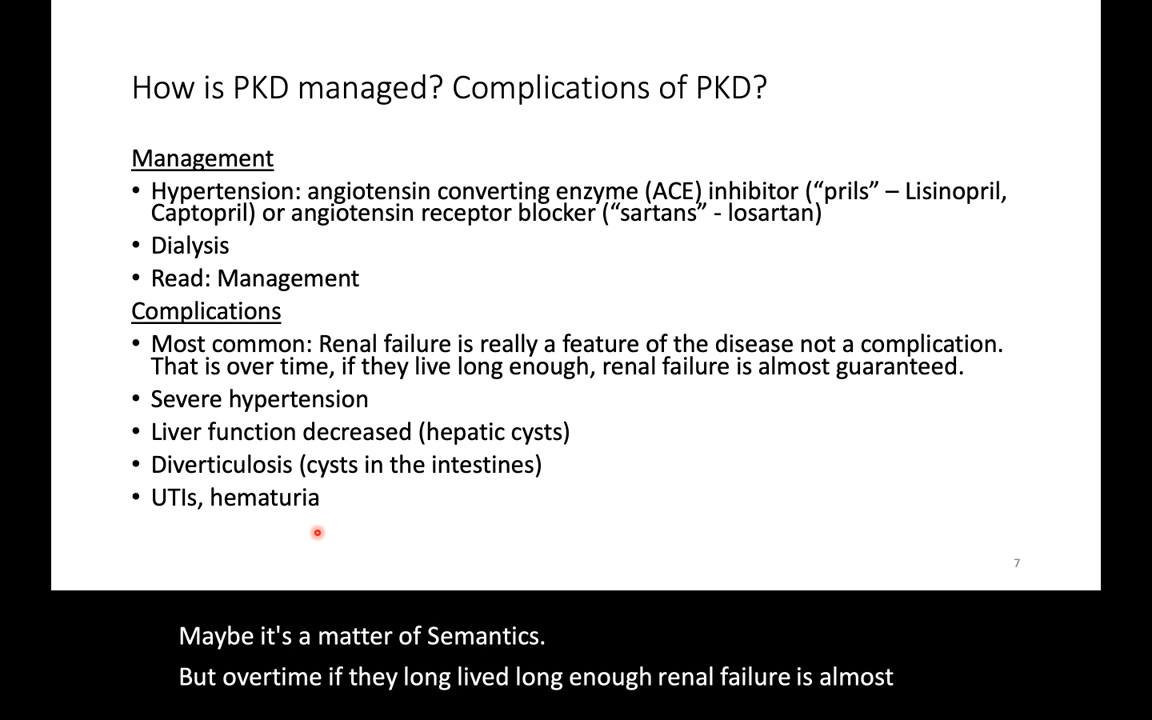 How is PKD managed? Complications of PKD?
Management
• Hypertension: angiotensin converting enzyme (ACE) inhibitor (“prils” – Lisinopril,
Captopril) or angiotensin receptor blocker (“sartans” - losartan)
• Dialysis
• Read: Management
Complications
• Most common: Renal failure is really a feature of the disease not a complication.
That is over time, if they live long enough, renal failure is almost guaranteed.
• Severe hypertension
• Liver function decreased (hepatic cysts)
• Diverticulosis (cysts in the intestines)
• UTIs, hematuria
7
Maybe it's a matter of Semantics.
But overtime if they long lived long enough renal failure is almost